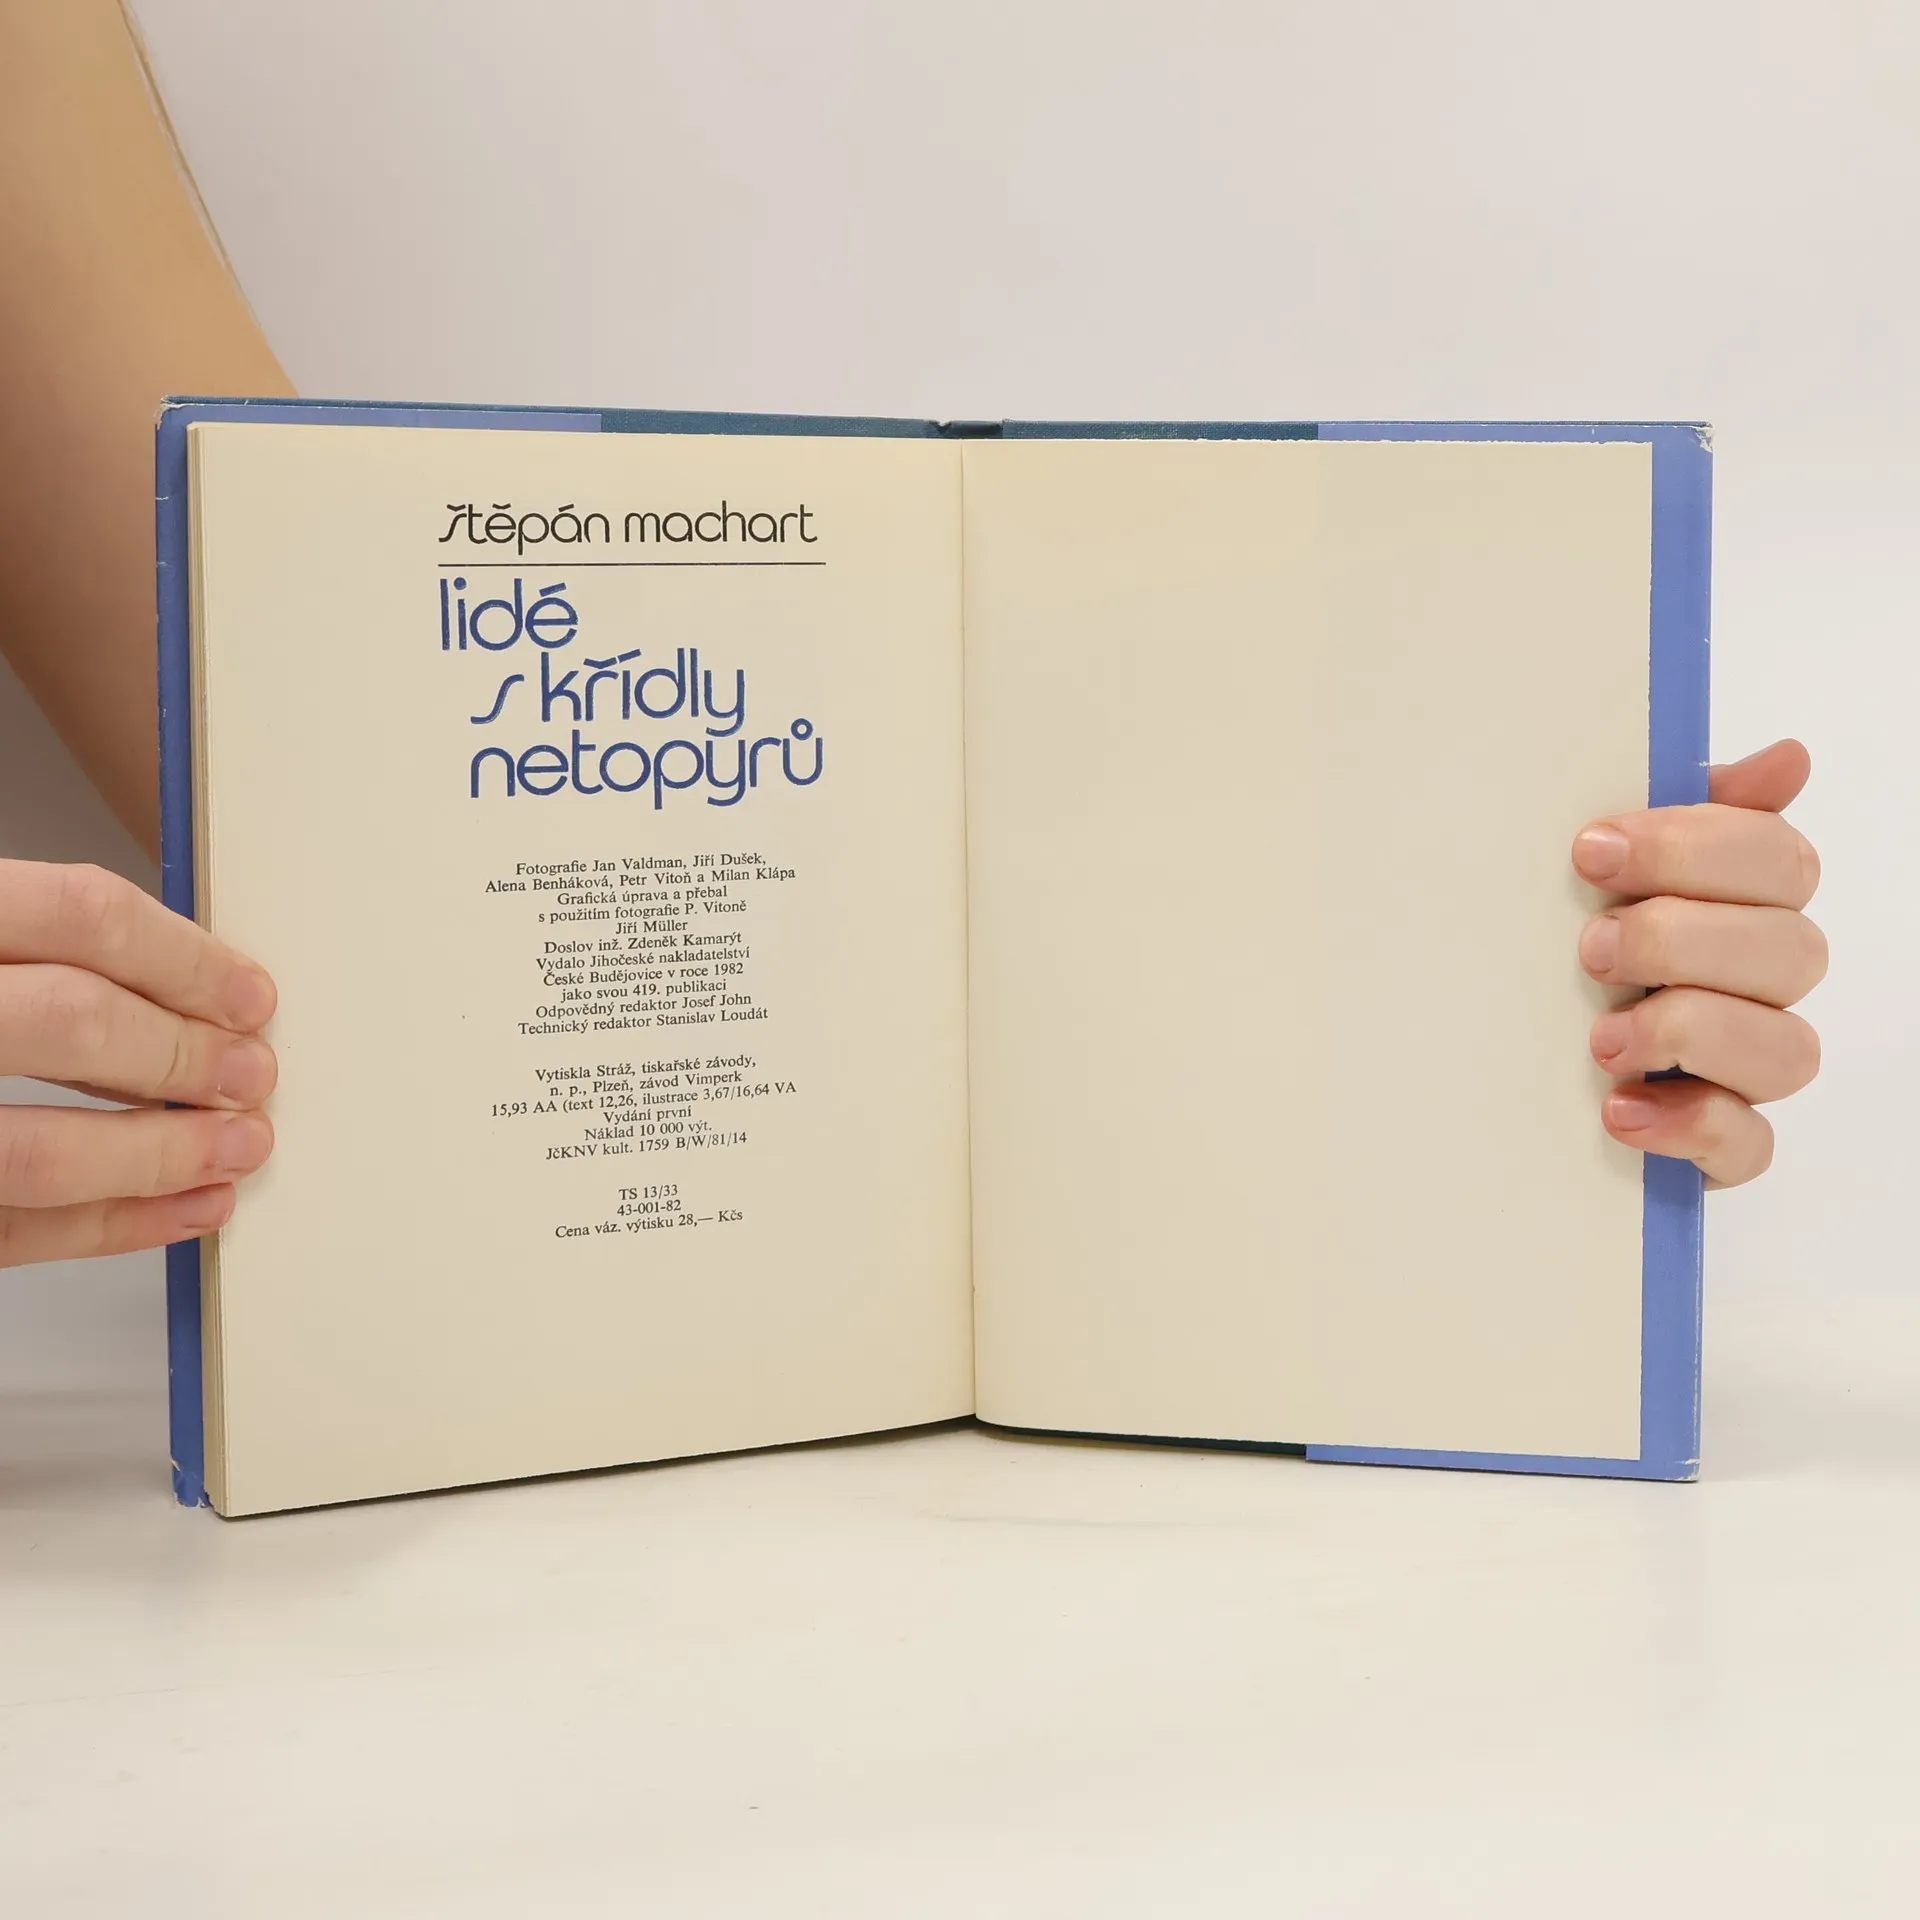 štěpán machart
lidé
s křídly
netopýrů
Fotografie Jan Valdman, Jiří Dušek,
Alena Benháková, Petr Vitoň a Milan Klápa
Grafická úprava a přebal
s použitím fotografie P. Vitoně
Jiří Müller
Doslov inž. Zdeněk Kamarýt
Vydalo Jihočeské nakladatelství
České Budějovice v roce 1982
jako svou 419. publikaci
Odpovědný redaktor Josef John
Technický redaktor Stanislav Loudát
Vytiskla Stráž, tiskařské závody,
n. p., Plzeň, závod Vimperk
15,93 AA (text 12,26, ilustrace 3,67/16,64 VA
Vydání první
Náklad 10 000 výt.
JčKNV kult. 1759 B/W/81/14
TS 13/33
43-001-82
Cena váz. výtisku 28,— Kčs